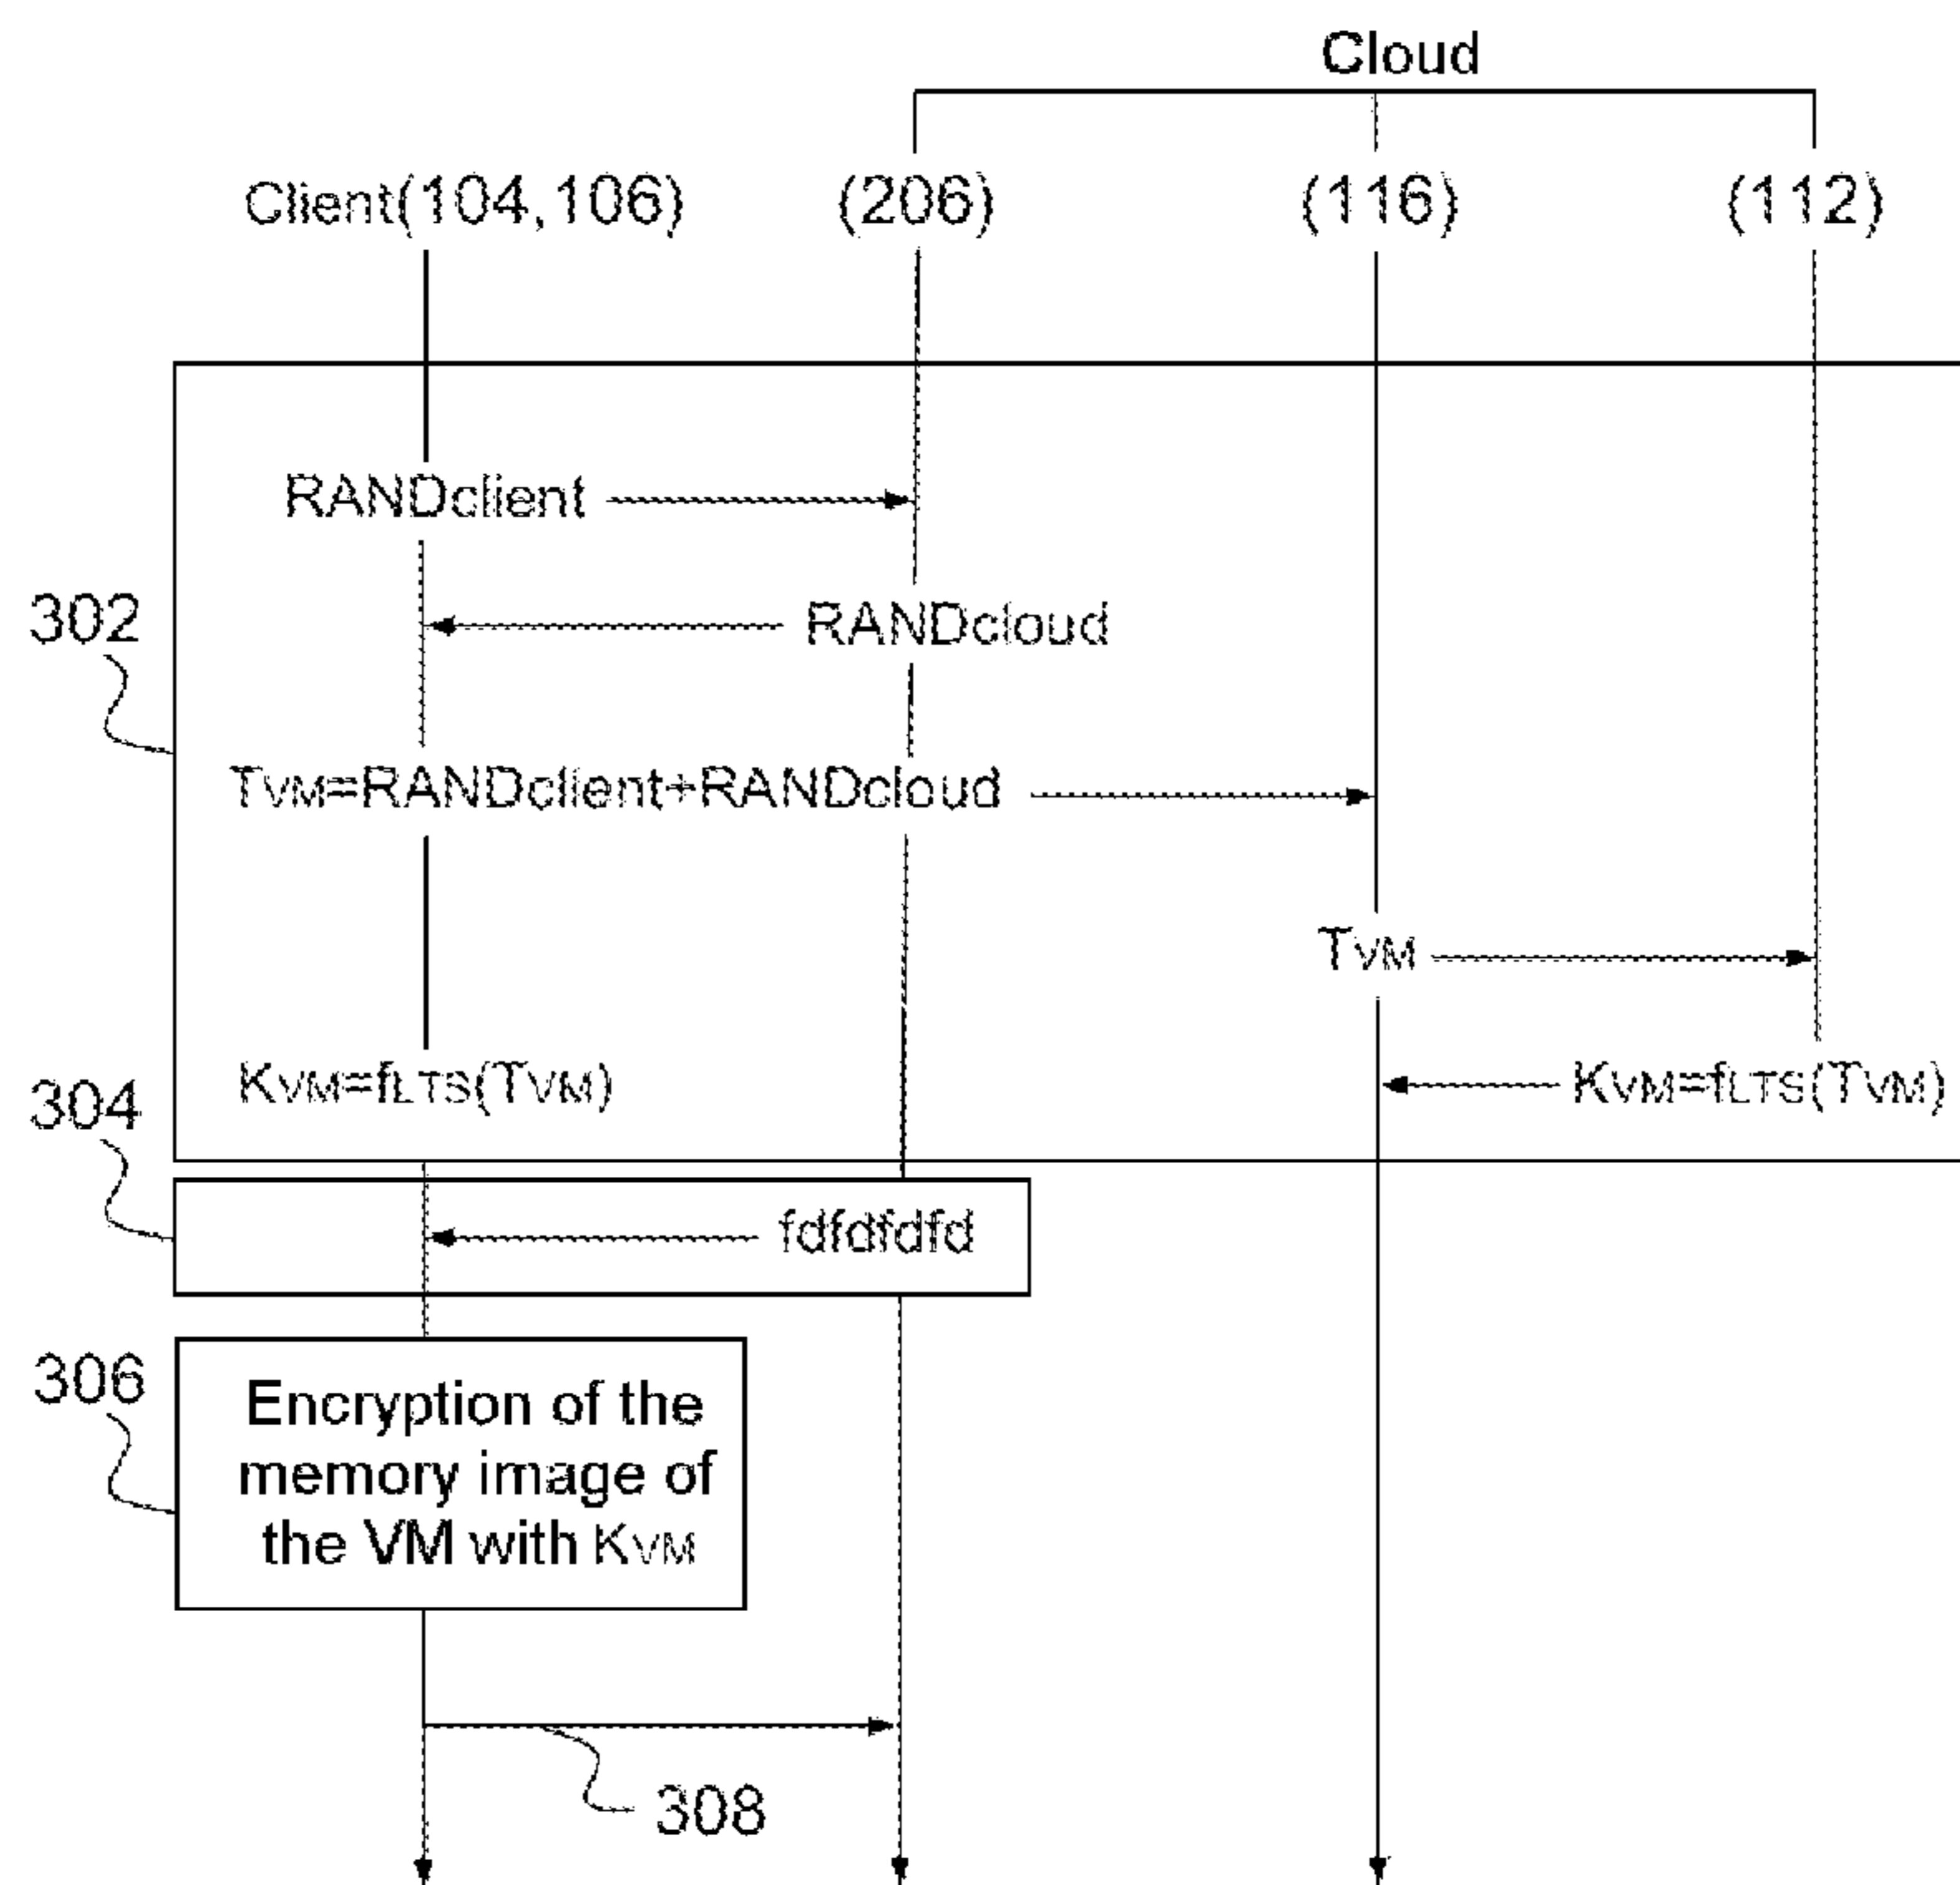 Cloud
Client(104,106)
(206)
(116)
(112)
RANDclient
302
RANDcloud
TVM=RANDclient+RANDcloud
TVM
KVM=fLTS(TVM)
KVM=fLTS(TVM)
304
fdfdfdfd
306
Encryption of the
memory image of
the VM with KVM
308